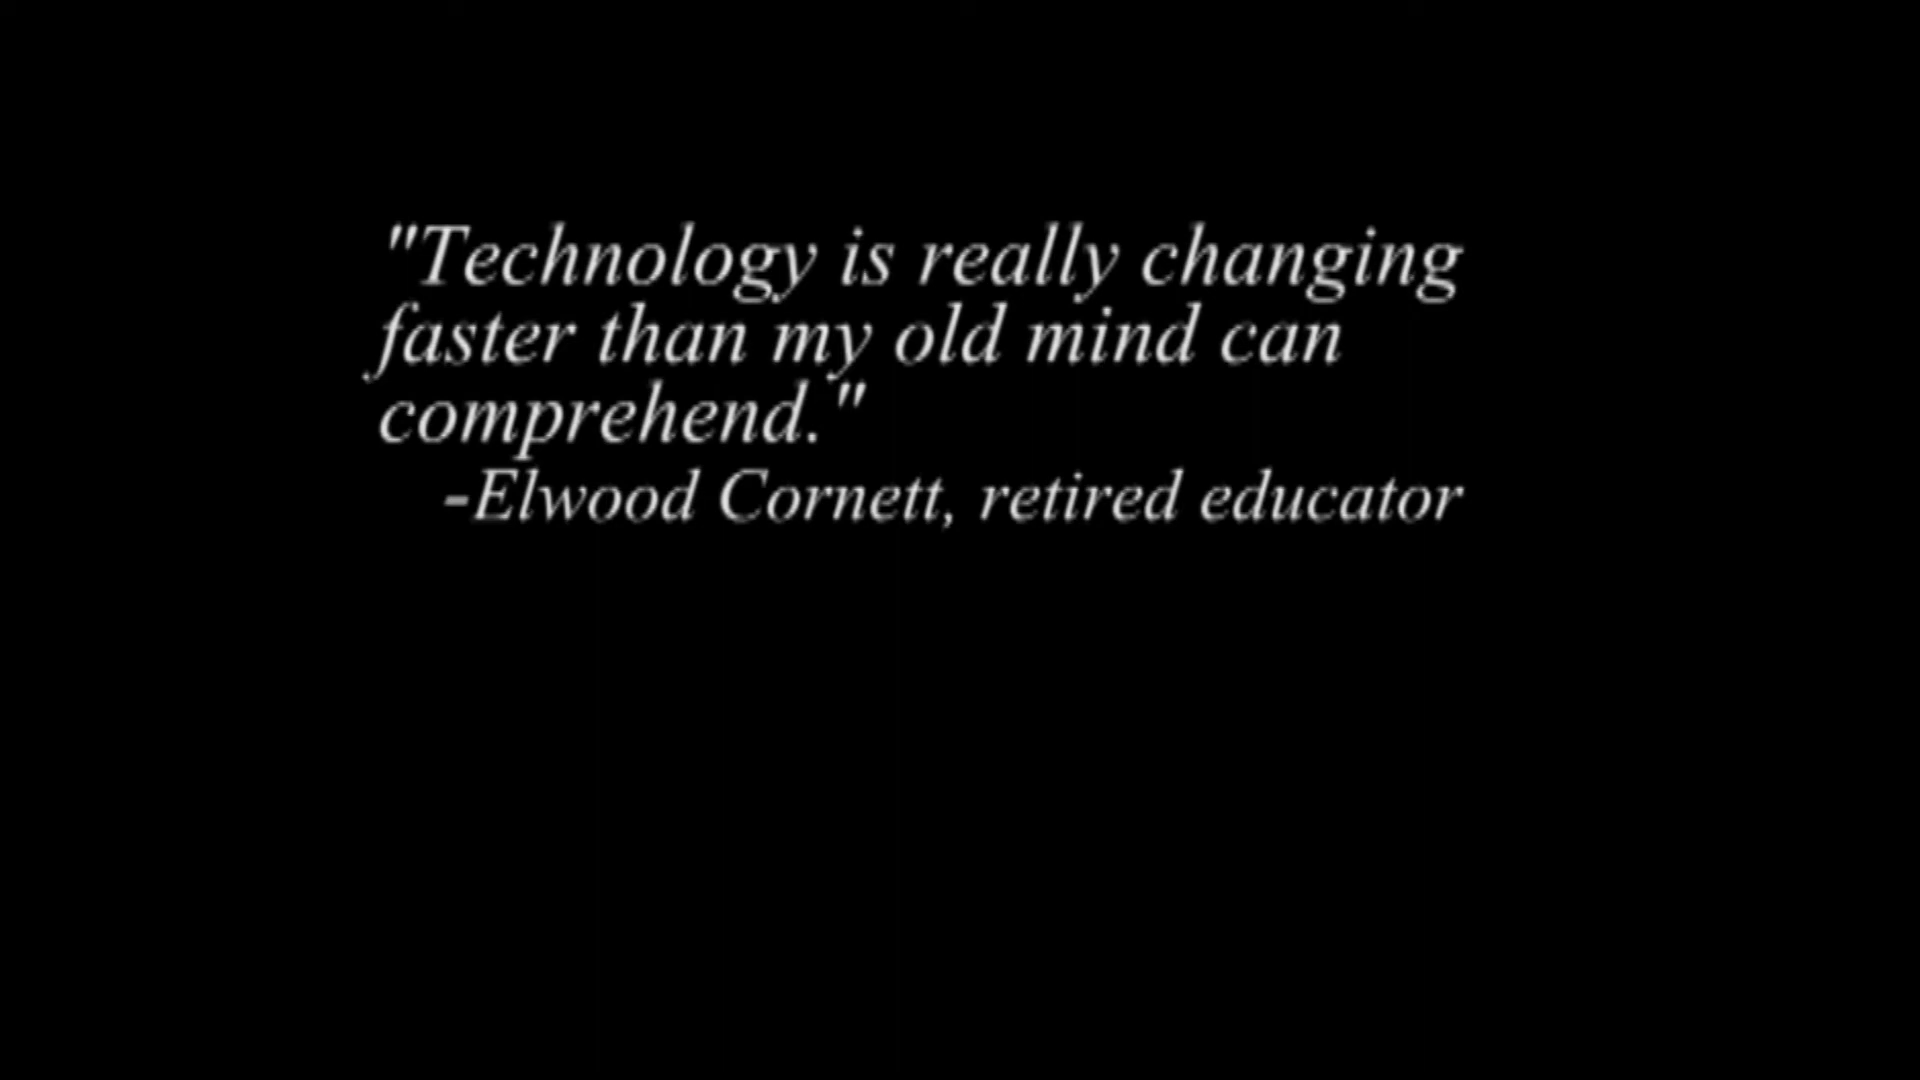 "Technology is really changing
faster than my old mind can
comprehend."
-Elwood Cornett, retired educator